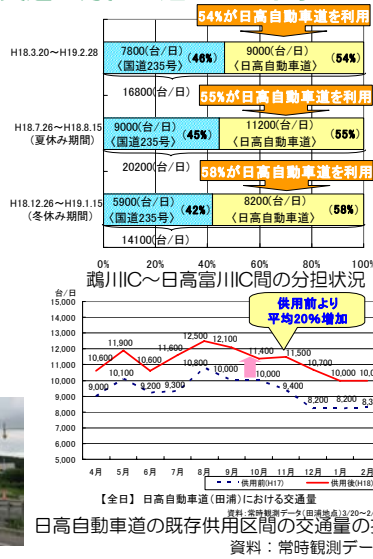 54%が日高自動車道を利用
H18.3.20～H19.2.28
7800(台/日)
〈国道235号〉
(46%)
9000(台/日)
〈日高自動車道〉
(54%)
16800(台/日)
55%が日高自動車道を利用
H18.7.26～H18.8.15
(夏休み期間)
9000(台/日)
〈国道235号〉
(45%)
11200(台/日)
〈日高自動車道〉
(55%)
20200(台/日)
58%が日高自動車道を利用
H18.12.26～H19.1.15
(冬休み期間)
5900(台/日)
〈国道235号〉
(42%)
8200(台/日)
〈日高自動車道〉
(58%)
14100(台/日)
0% 20% 40% 60% 80% 100%
鵡川IC～日高富川IC間の分担状況
台/日
供用前より
平均20%増加
15,000
14,000
13,000
12,000
11,000
10,000
9,000
8,000
7,000
6,000
5,000
10,600 11,900 10,600 11,600 12,500 12,100 11,400 11,500 10,700 10,000
9,000 10,100 9,200 9,300 10,800 10,000 10,000 9,400 8,200 8,200
4月 5月 6月 7月 8月 9月 10月 11月 12月 1月
供用前(H17) 供用後(H18)
【全日】 日高自動車道(田浦)における交通量
資料:常時観測データ(田浦地点)3/20～2/
日高自動車道の既存供用区間の交通量の
資料：常時観測デー